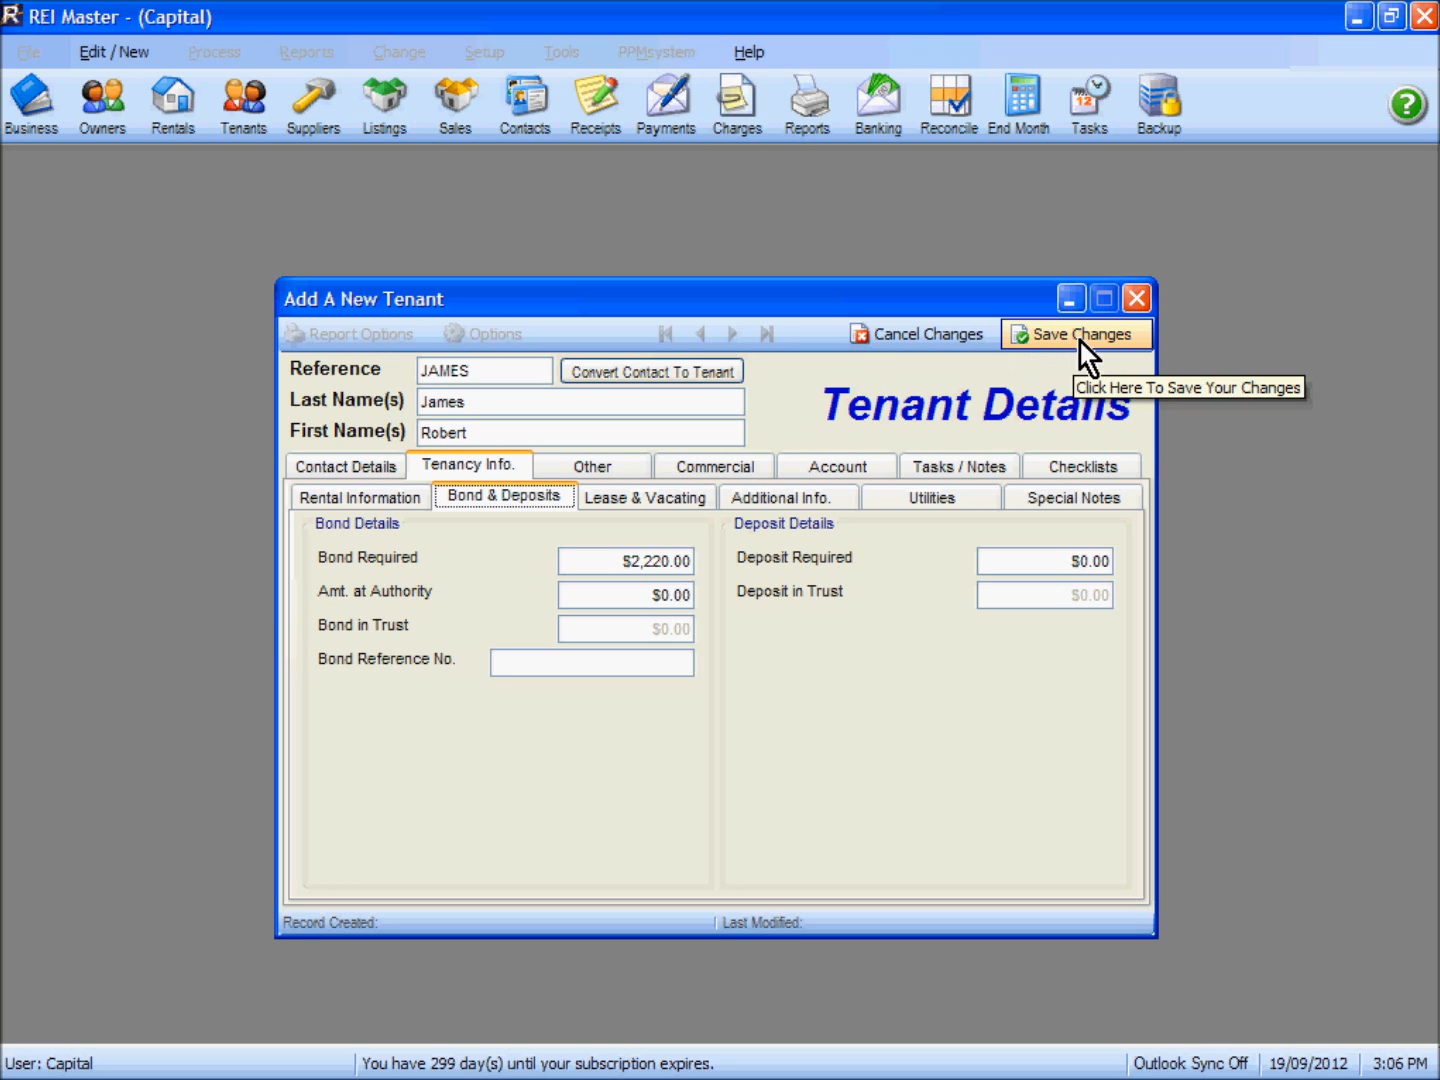 REI Master - (Capital)
File Edit / New Process Reports Change Setup Tools PPMsystem Help
Business Owners Rentals Tenants Suppliers Listings Sales Contacts Receipts Payments Charges Reports Banking Reconcile End Month Tasks Backup
Add A New Tenant
Report Options Options Cancel Changes Save Changes
Reference JAMES Convert Contact To Tenant
Click Here To Save Your Changes
Last Name(s) James
Tenant Details
First Name(s) Robert
Contact Details Tenancy Info. Other Commercial Account Tasks / Notes Checklists
Rental Information Bond & Deposits Lease & Vacating Additional Info. Utilities Special Notes
Bond Details Deposit Details
Bond Required $2,220.00 Deposit Required $0.00
Amt. at Authority $0.00 Deposit in Trust $0.00
Bond in Trust $0.00
Bond Reference No.
Record Created: Last Modified:
User: Capital You have 299 day(s) until your subscription expires. Outlook Sync Off 19/09/2012 3:06 PM